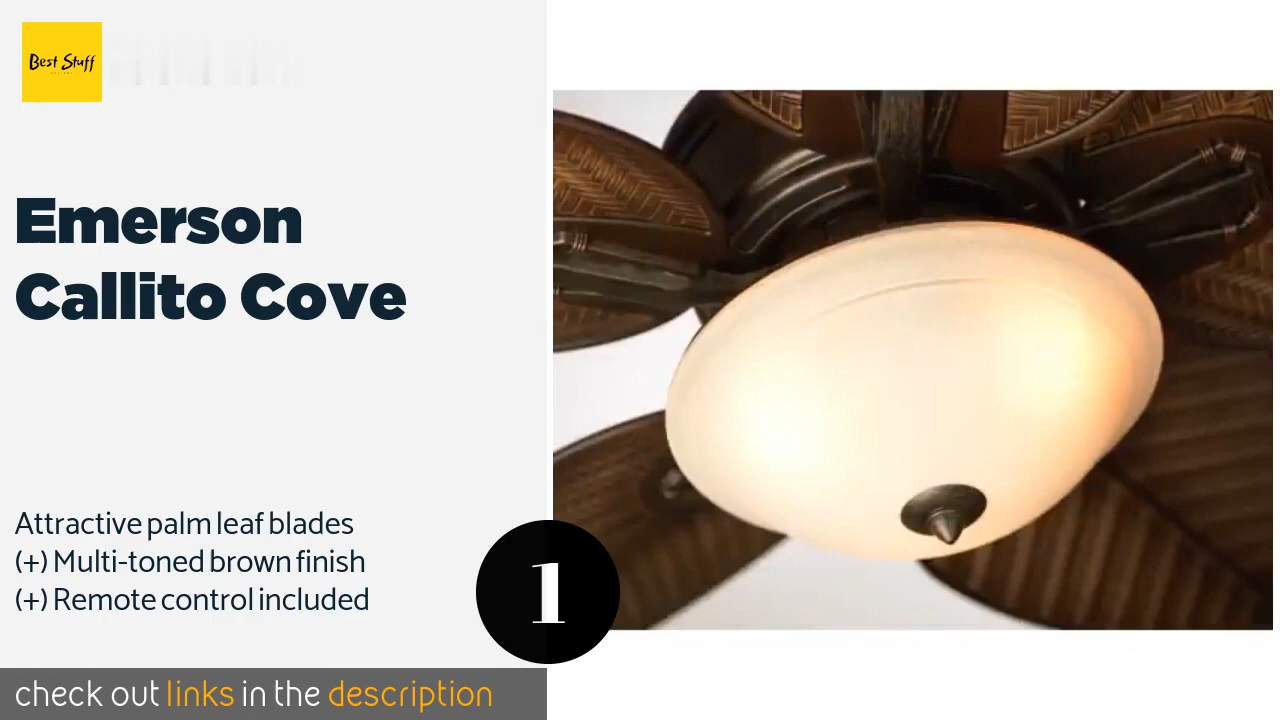 Best Stuff
Emerson
Callito Cove
Attractive palm leaf blades
(+) Multi-toned brown finish
(+) Remote control included
1
check out links in the description